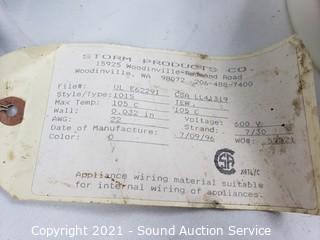 STORM PRODUCTS CO.
15925 Woodinville-Redmond Road
Woodinville, WA 98072 206-488-7400
File#: UL E62291 CSA LL41319
Style/Type: 1015 TEW
Max Temp: 105 C 105 C
Wall: 0.032 in Voltage: 600 V
AWG: 22 Strand: 7/30
Date of Manufacture: 7/09/96 WO#:
Color: 0
Appliance wiring material suitable
for internal wiring of appliances.
Copyright 2021 - Sound Auction Service